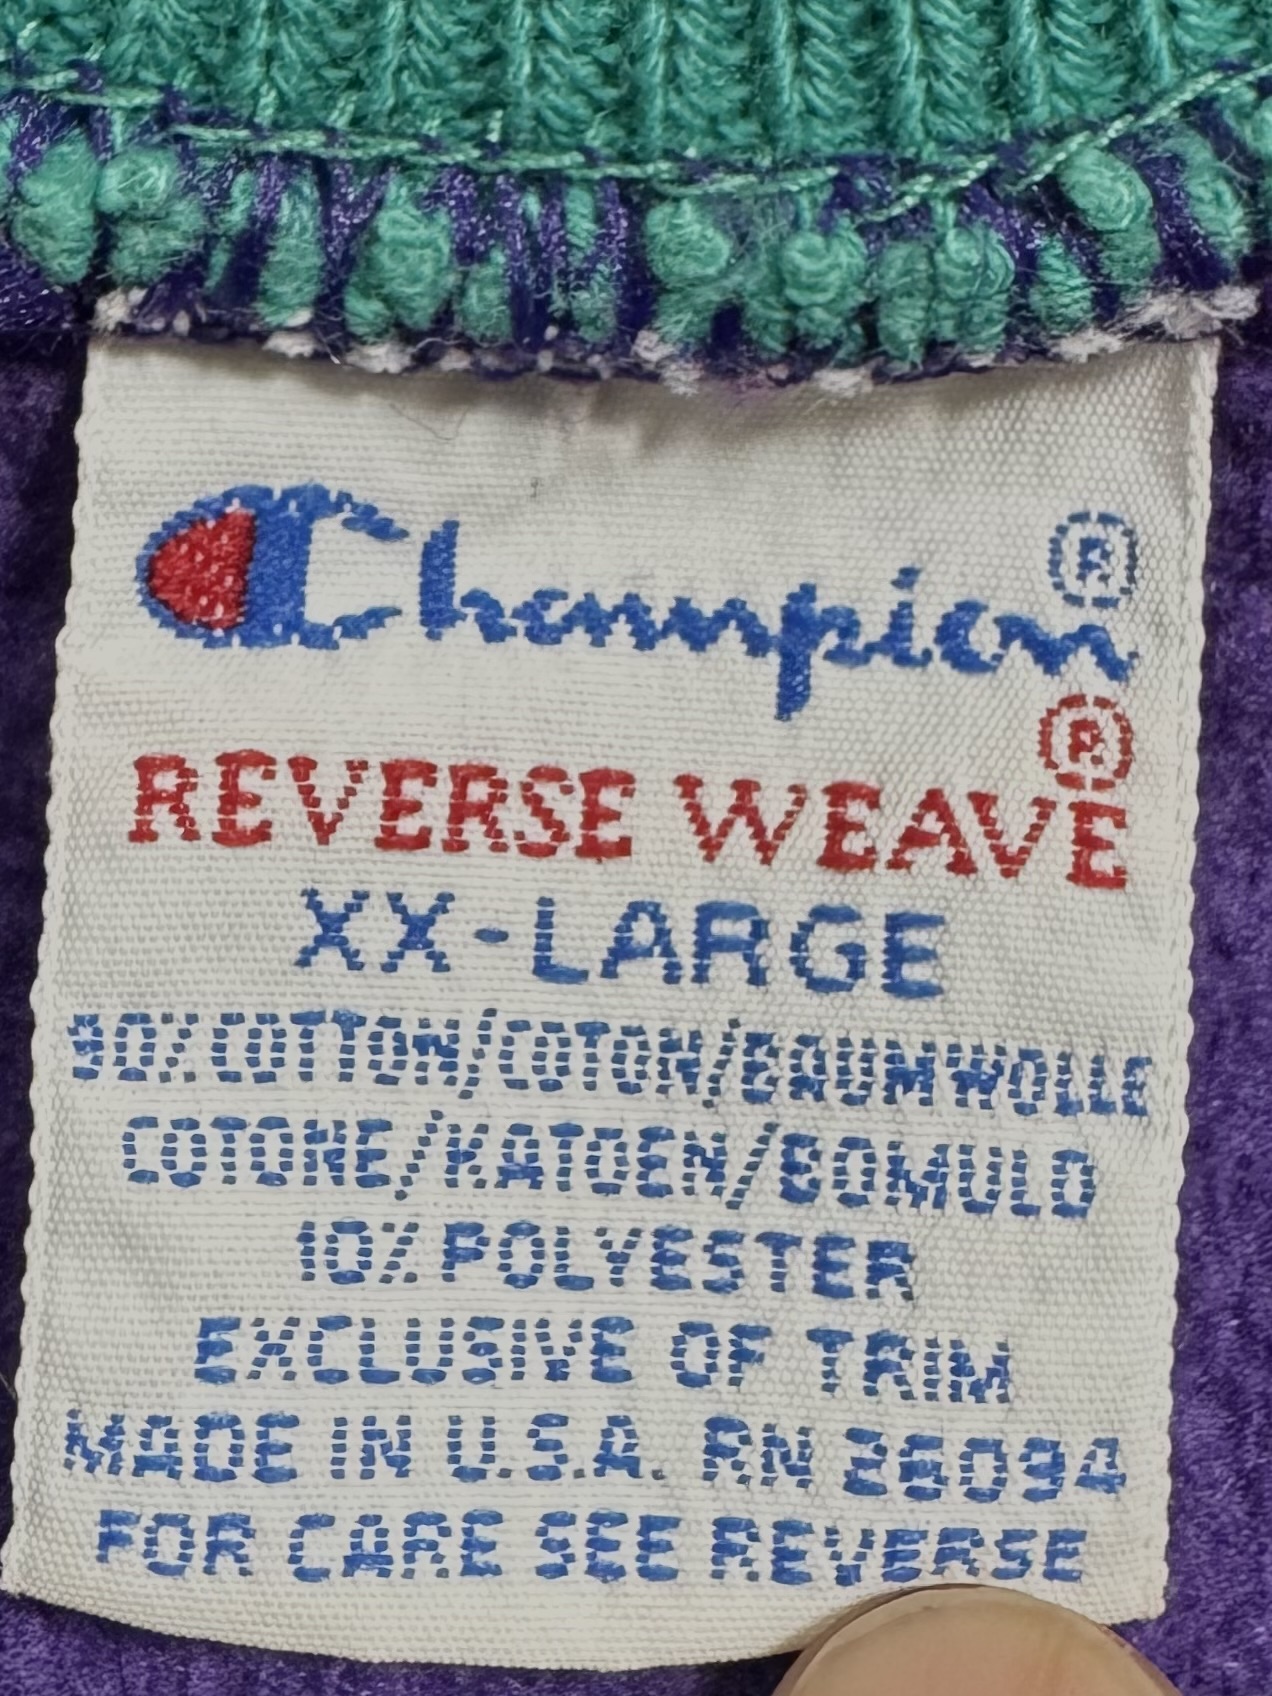 Champion®
REVERSE WEAVE®
XX-LARGE
90% COTTON/COTON/BAUMWOLLE
COTONE/KATOEN/BOMULD
10% POLYESTER
EXCLUSIVE OF TRIM
MADE IN U.S.A. RN 26094
FOR CARE SEE REVERSE